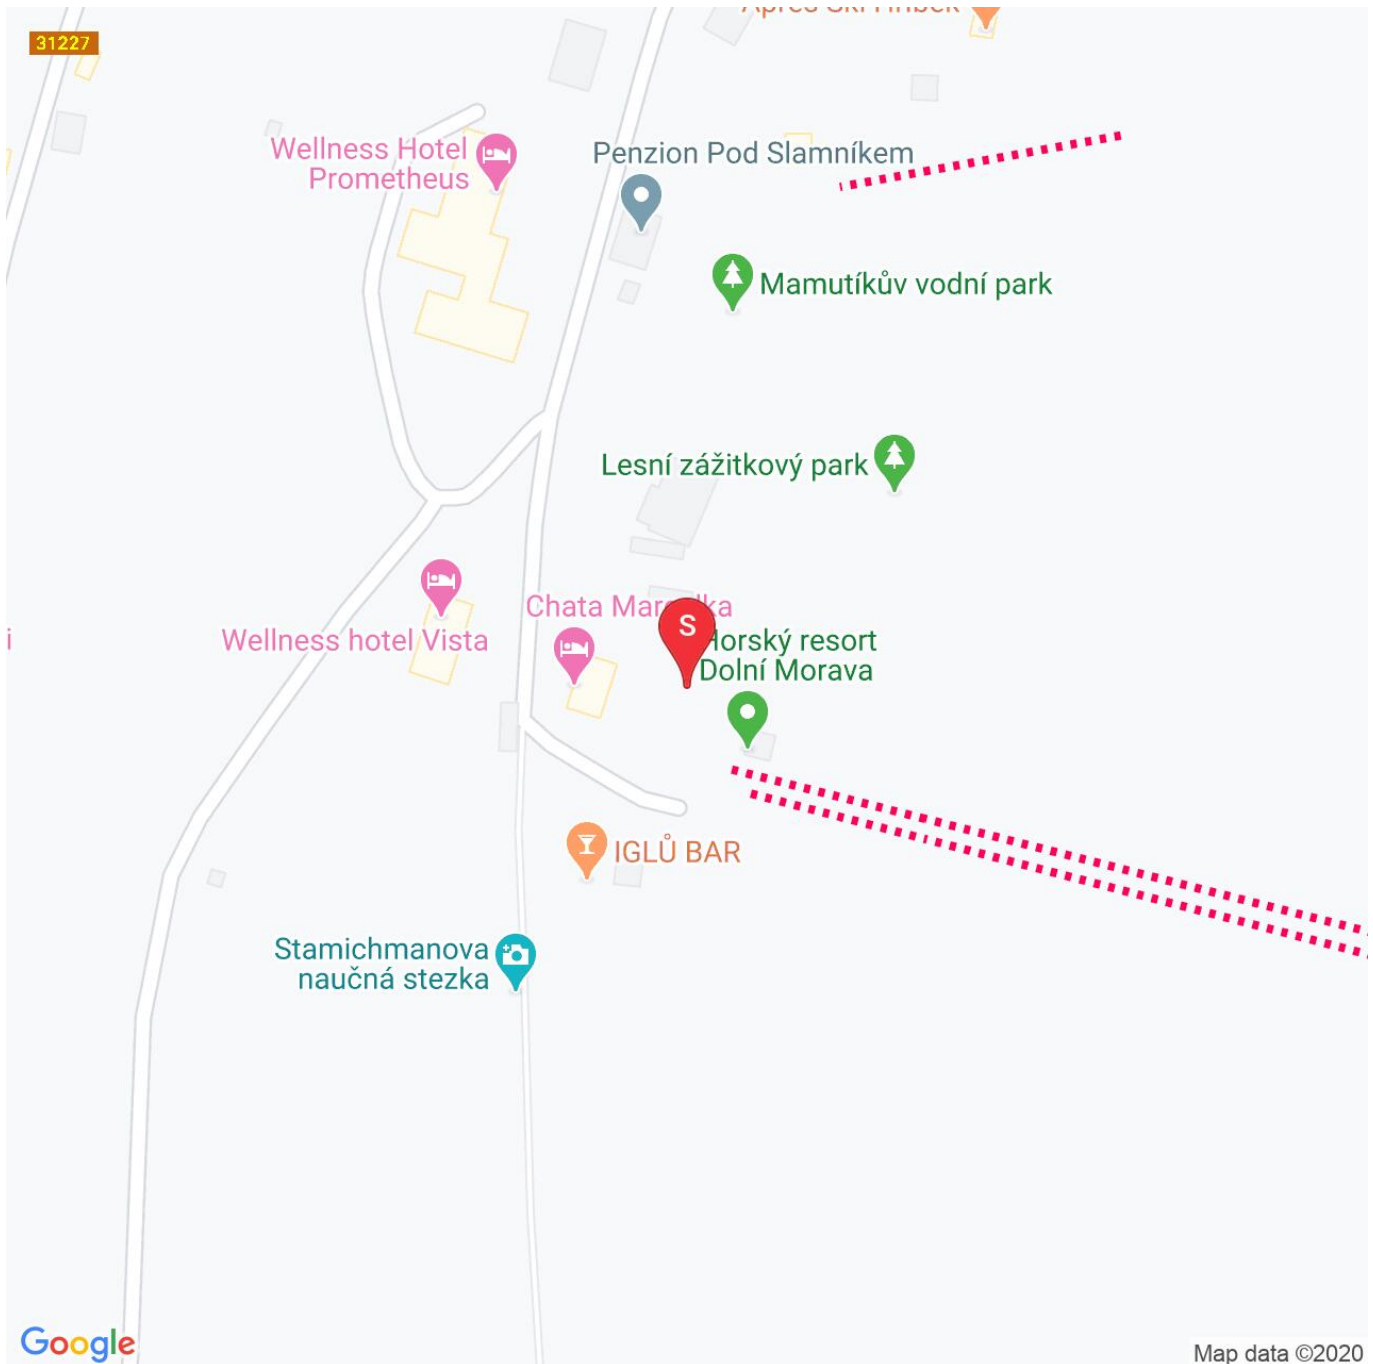 31227
Wellness Hotel
Prometheus
Penzion Pod Slamníkem
Mamutíkův vodní park
Lesní zážitkový park
Chata
S
resort
Dolní Morava
Wellness hotel Vista
i
IGLŮ BAR
Stamichmanova
naučná stezka
Google
Map data ©2020